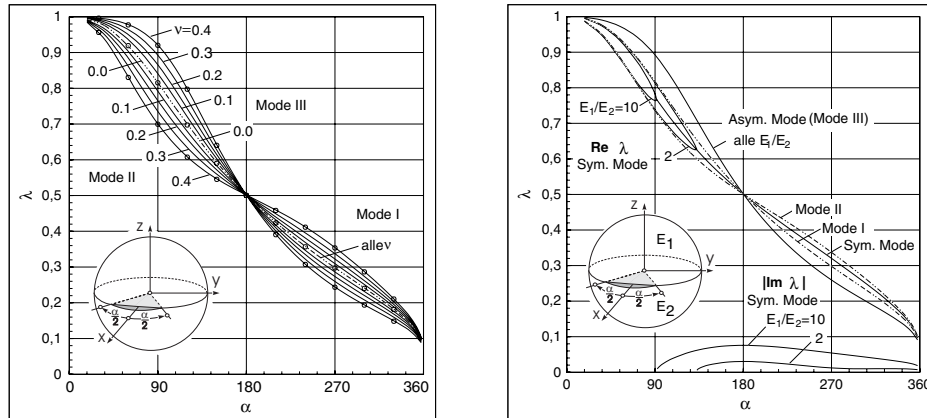 1
0,9
0,8
0,7
0,6
0,5
0,4
0,3
0,2
0,1
0
λ
ν=0.4
0.3
0.2
0.1
0.0
Mode III
0.0
0.1
0.2
0.3
0.4
Mode II
Mode I
alle ν
z
y
x
α/2
α/2
0 90 180 270 360
α
1
0,9
0,8
0,7
0,6
0,5
0,4
0,3
0,2
0,1
0
λ
E1/E2=10
2
Re λ
Sym. Mode
Asym. Mode (Mode III)
alle E1/E2
Mode II
Mode I
Sym. Mode
|Im λ|
Sym. Mode
E1/E2=10
2
z
E1
y
E2
x
α/2
α/2
0 90 180 270 360
α